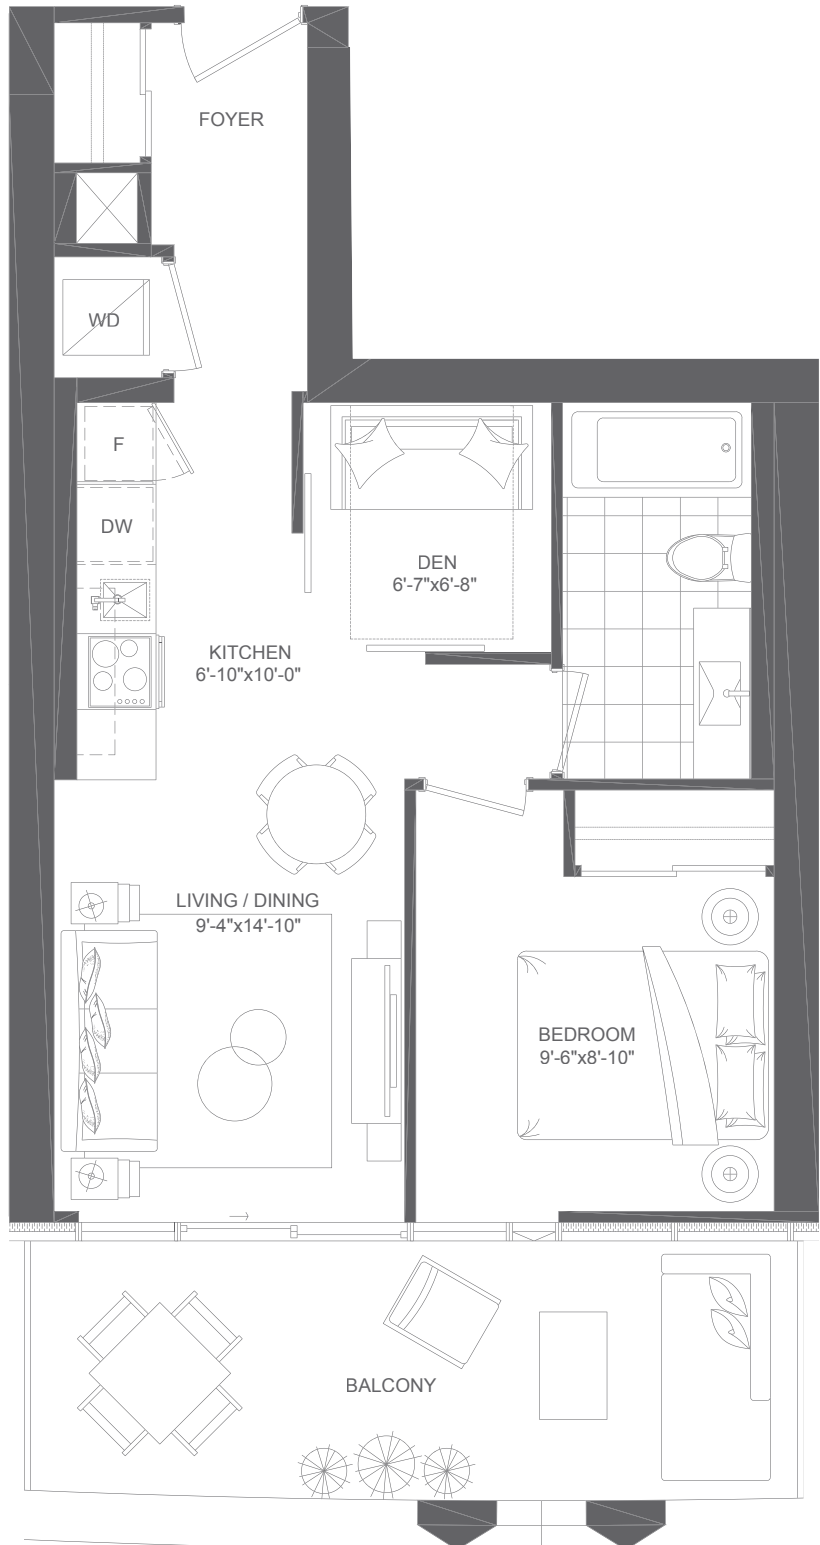 FOYER
WD
F
DW
DEN
6'-7"x6'-8"
KITCHEN
6'-10"x10'-0"
LIVING / DINING
9'-4"x14'-10"
BEDROOM
9'-6"x8'-10"
BALCONY